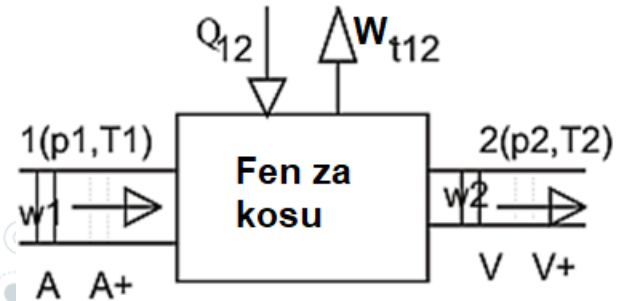 Q12
Wt12
1(p1,T1)
2(p2,T2)
Fen za
kosu
w1
w2
A A+
V V+